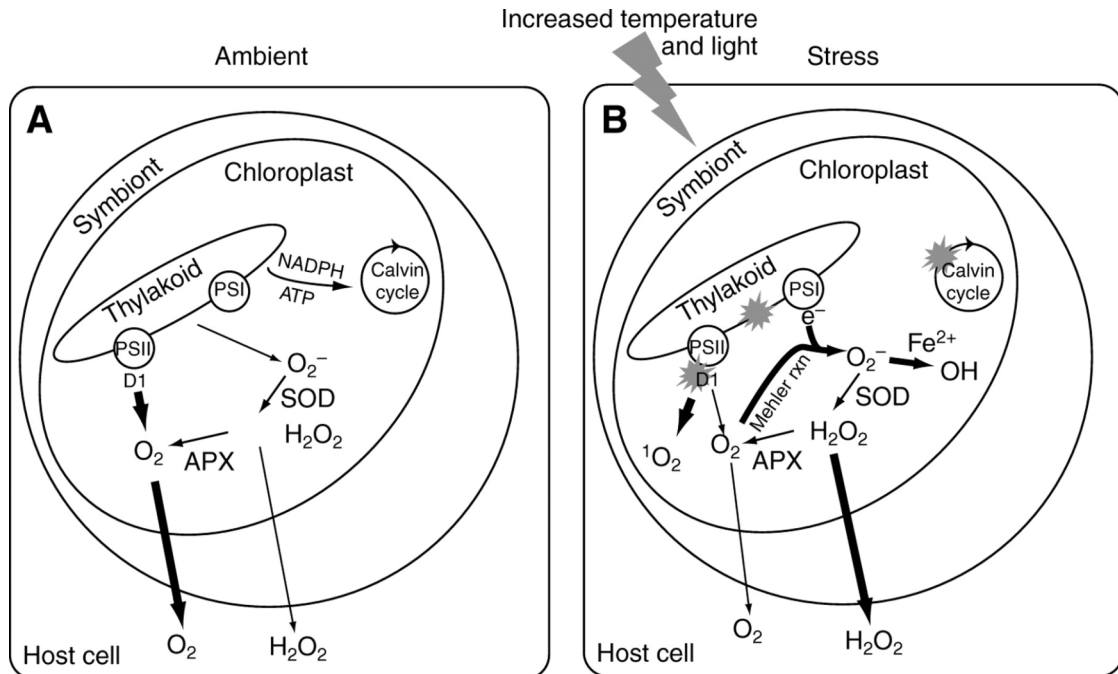 Increased temperature
and light
Ambient
Stress
A
Symbiont
Chloroplast
Thylakoid
NADPH
ATP
Calvin
cycle
PSI
PSII
D1
O₂⁻
SOD
H₂O₂
O₂
APX
O₂
H₂O₂
Host cell
B
Symbiont
Chloroplast
Thylakoid
Calvin
cycle
PSI
e⁻
PSII
D1
Mehler rxn
O₂⁻
Fe²⁺
OH
SOD
H₂O₂
¹O₂
O₂
APX
O₂
H₂O₂
Host cell